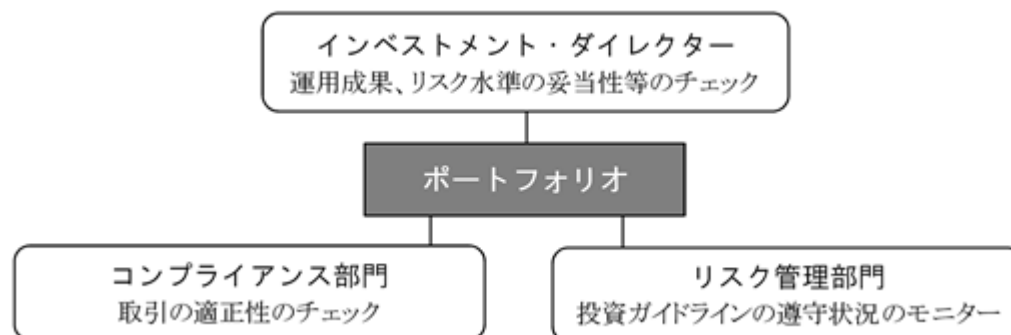 インベストメント・ダイレクター
運用成果、リスク水準の妥当性等のチェック
ポートフォリオ
コンプライアンス部門
取引の適正性のチェック
リスク管理部門
投資ガイドラインの遵守状況のモニター